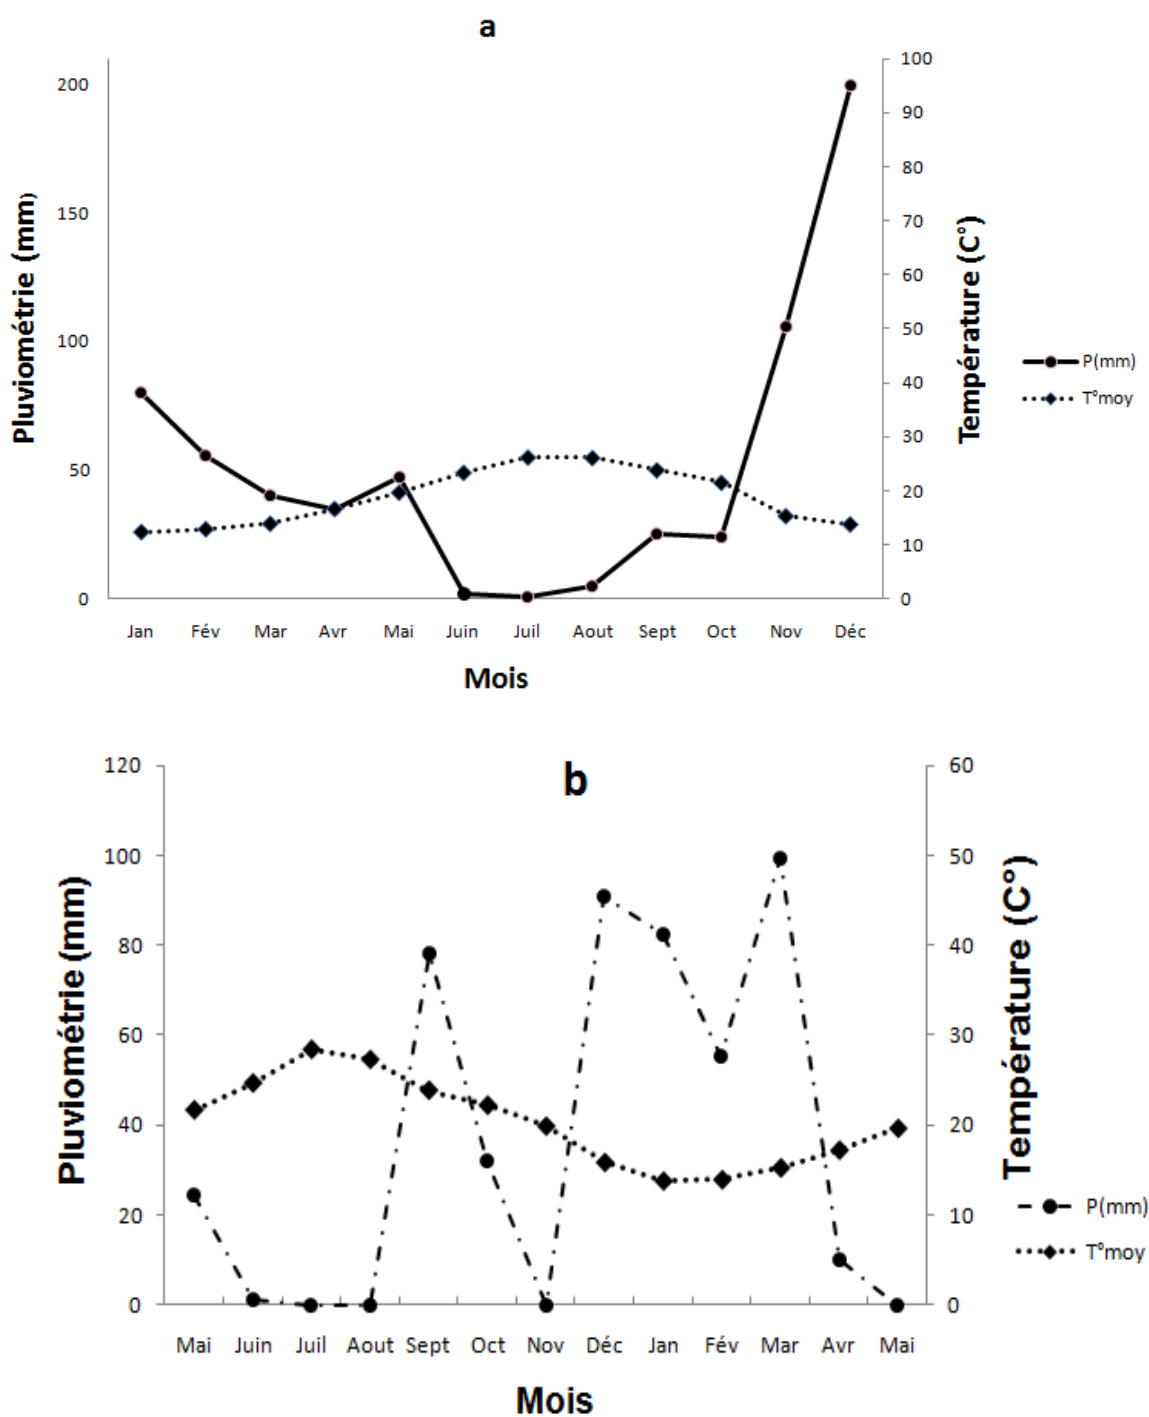 a
Pluviométrie (mm)
200
150
100
50
0
100
90
80
70
60
50
40
30
20
10
0
Température (C°)
P(mm)
T°moy
Jan Fév Mar Avr Mai Juin Juil Aout Sept Oct Nov Déc
Mois
b
Pluviométrie (mm)
120
100
80
60
40
20
0
60
50
40
30
20
10
0
Température (C°)
P(mm)
T°moy
Mai Juin Juil Aout Sept Oct Nov Déc Jan Fév Mar Avr Mai
Mois